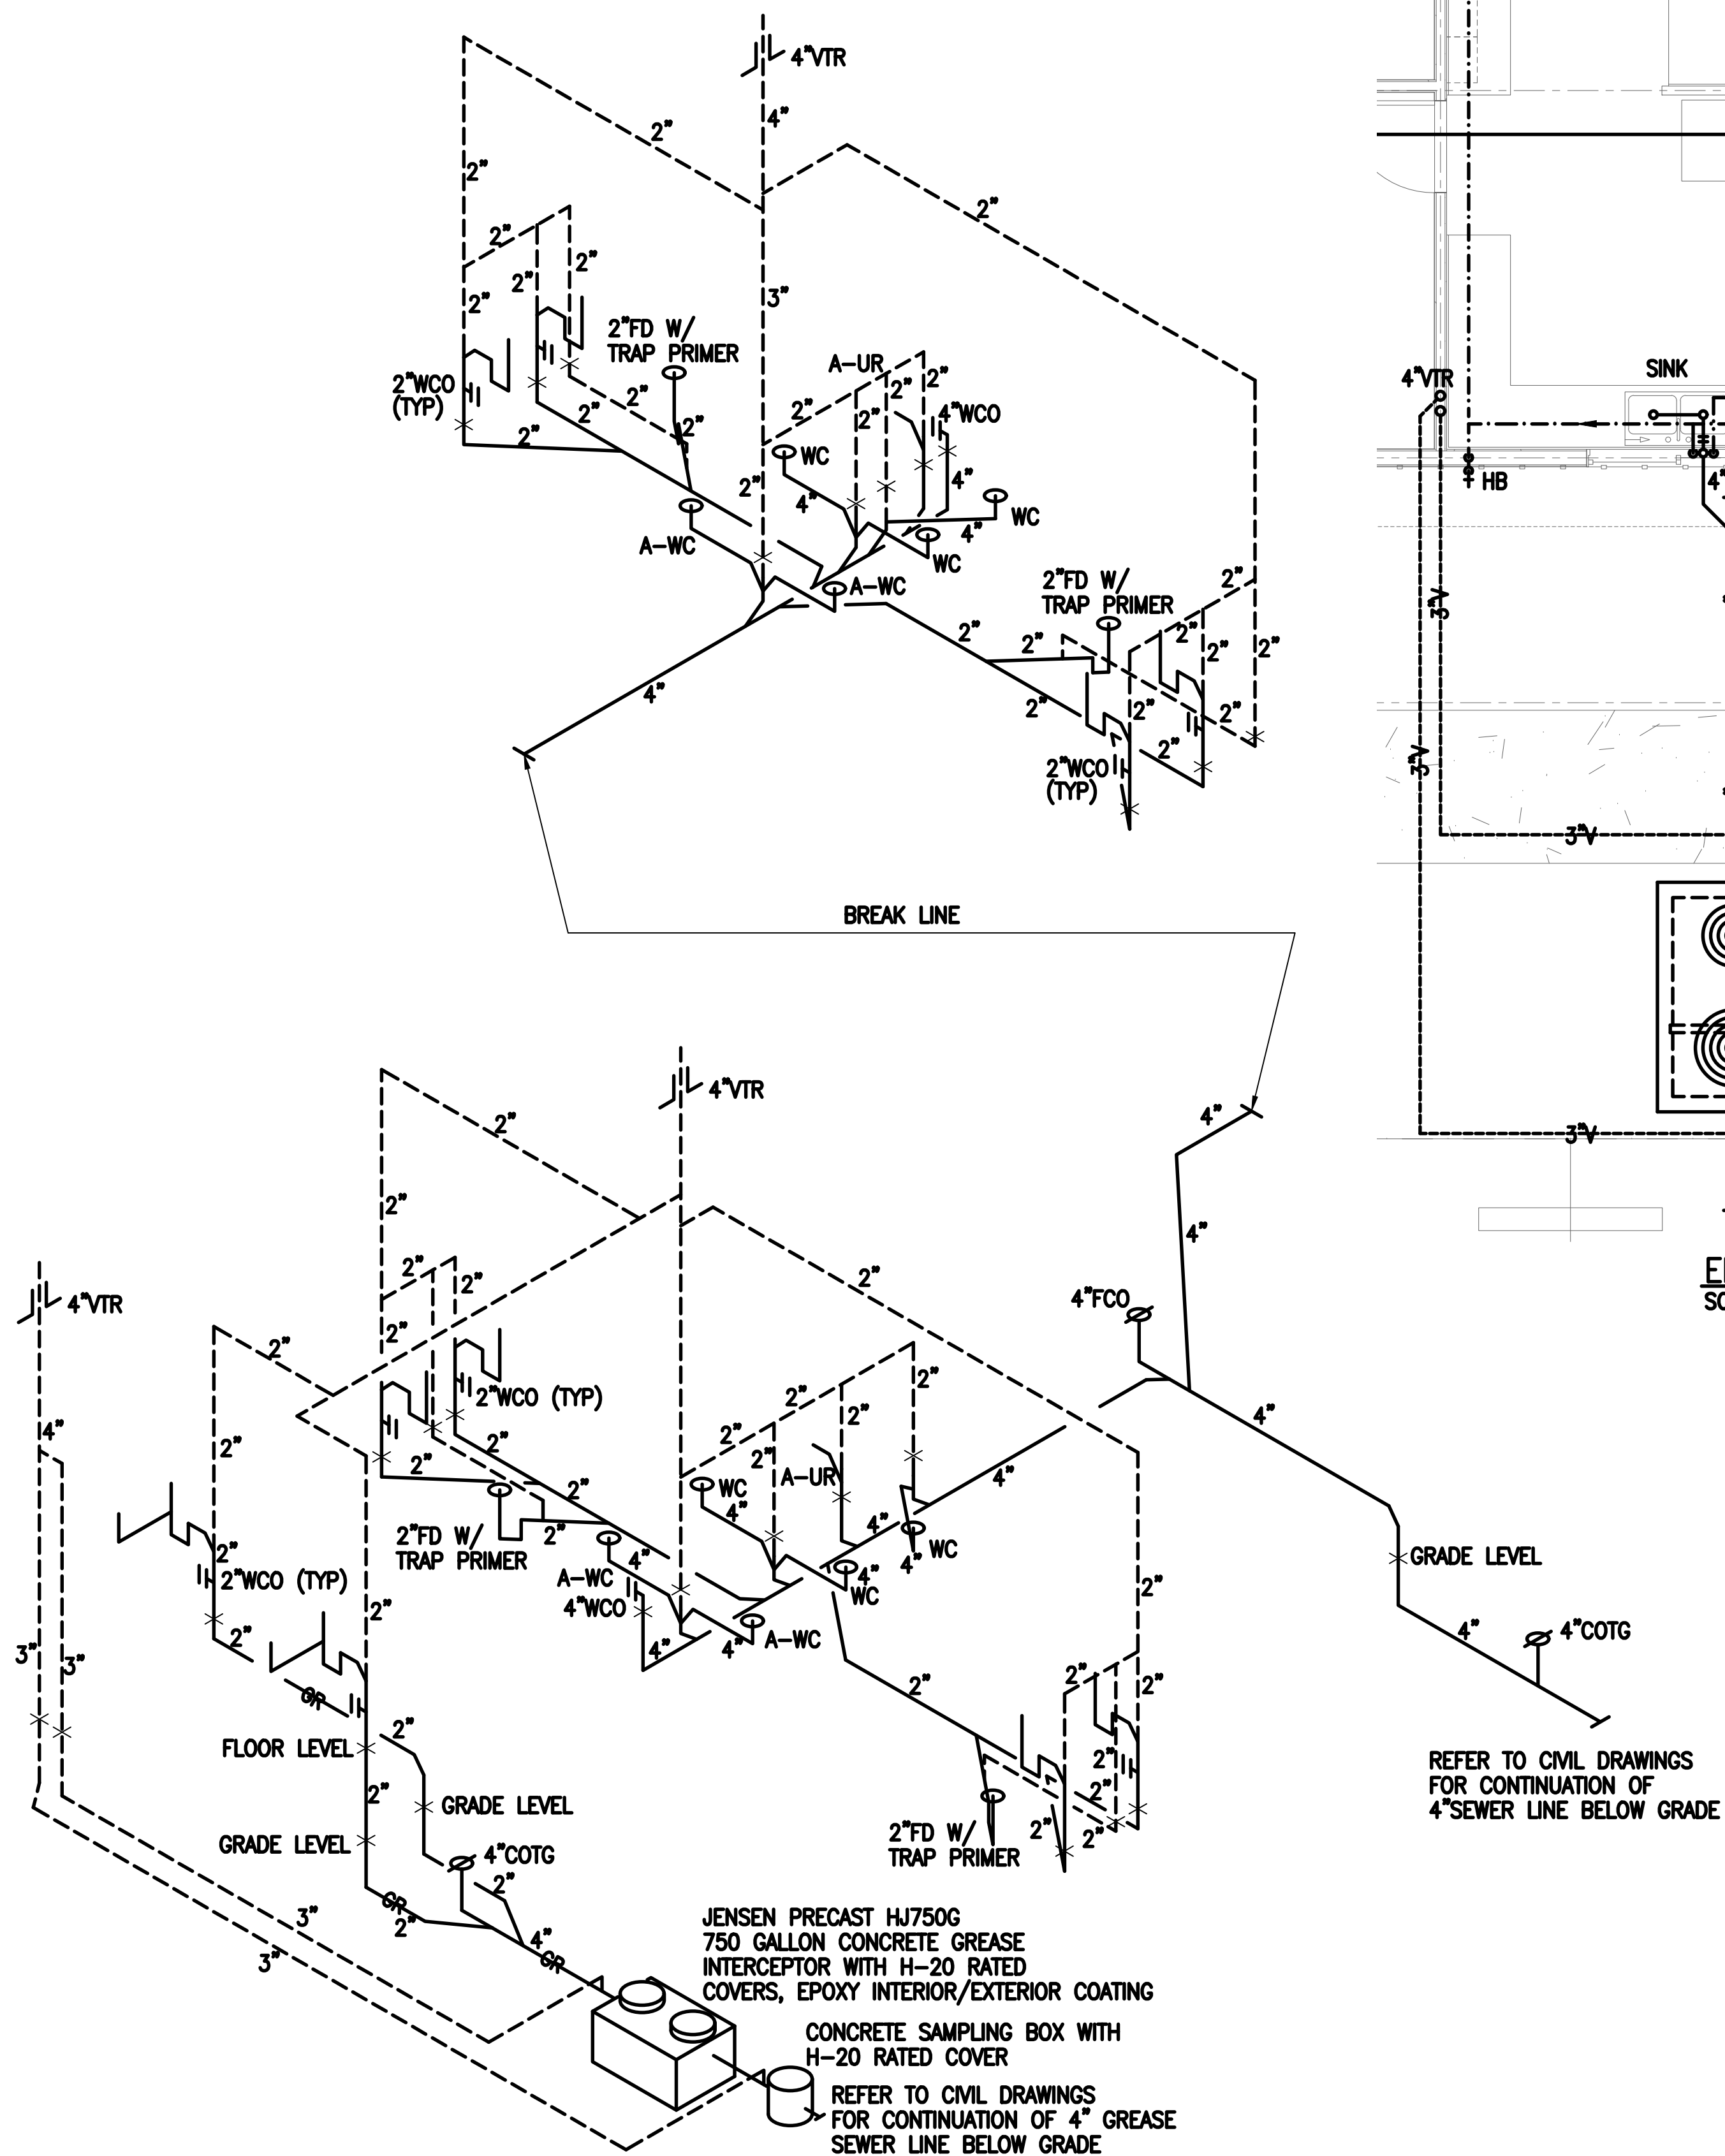 4"VTR
4"
2"
2"
2"
2"
2"
2"
2"
3"
2"FD W/
TRAP PRIMER
A-UR
2"
2"
2"WCO
(TYP)
2"
2"
2"
2"
2"
2"
4"WCO
WC
2"
4"
4"
WC
4"
A-WC
WC
A-WC
2"FD W/
TRAP PRIMER
2"
2"
2"
2"
2"
2"
4"
2"
2"
2"
2"
2"WCO
(TYP)
BREAK LINE
4"VTR
SINK
HB
4"
3"V
3"V
3"V
3"V
4"VTR
2"
4"
2"
4"
2"
2"
2"
4"VTR
4"FCO
2"
2"
2"
2"WCO (TYP)
2"
2"
2"
4"
4"
2"
2"
2"
2"
2"
A-UR
4"
WC
2"
4"
4"
2"FD W/
TRAP PRIMER
2"
4"
WC
4"
GRADE LEVEL
2"
2"WCO (TYP)
A-WC
4"
WC
2"
4"WCO
2"
4"
4"
A-WC
4"
4"COTG
2"
3"
3"
GR
2"
2"
2"
FLOOR LEVEL
2"
2"
REFER TO CIVIL DRAWINGS
FOR CONTINUATION OF
4"SEWER LINE BELOW GRADE
2"
GRADE LEVEL
2"
2"
2"
GRADE LEVEL
4"COTG
2"FD W/
TRAP PRIMER
2"
GR
2"
3"
3"
4"
GR
JENSEN PRECAST HJ750G
750 GALLON CONCRETE GREASE
INTERCEPTOR WITH H-20 RATED
COVERS, EPOXY INTERIOR/EXTERIOR COATING
CONCRETE SAMPLING BOX WITH
H-20 RATED COVER
REFER TO CIVIL DRAWINGS
FOR CONTINUATION OF 4" GREASE
SEWER LINE BELOW GRADE